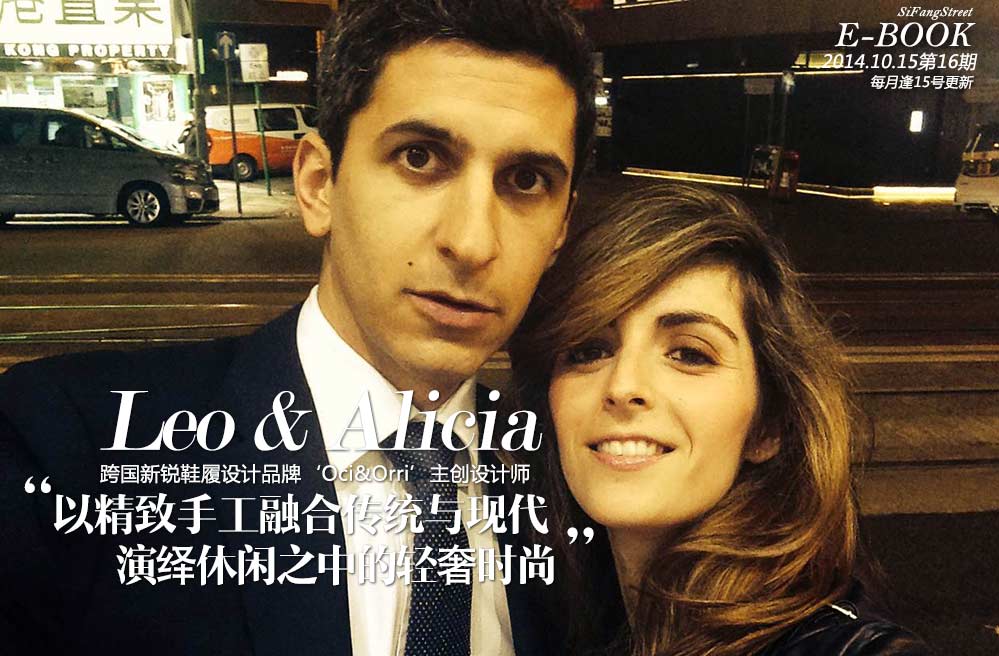 港置業
KONG PROPERTY
SiFangStreet
E-BOOK
2014.10.15第16期
每月逢15号更新
Leo & Alicia
跨国新锐鞋履设计品牌‘Oci&Orri’主创设计师
“以精致手工融合传统与现代
演绎休闲之中的轻奢时尚”